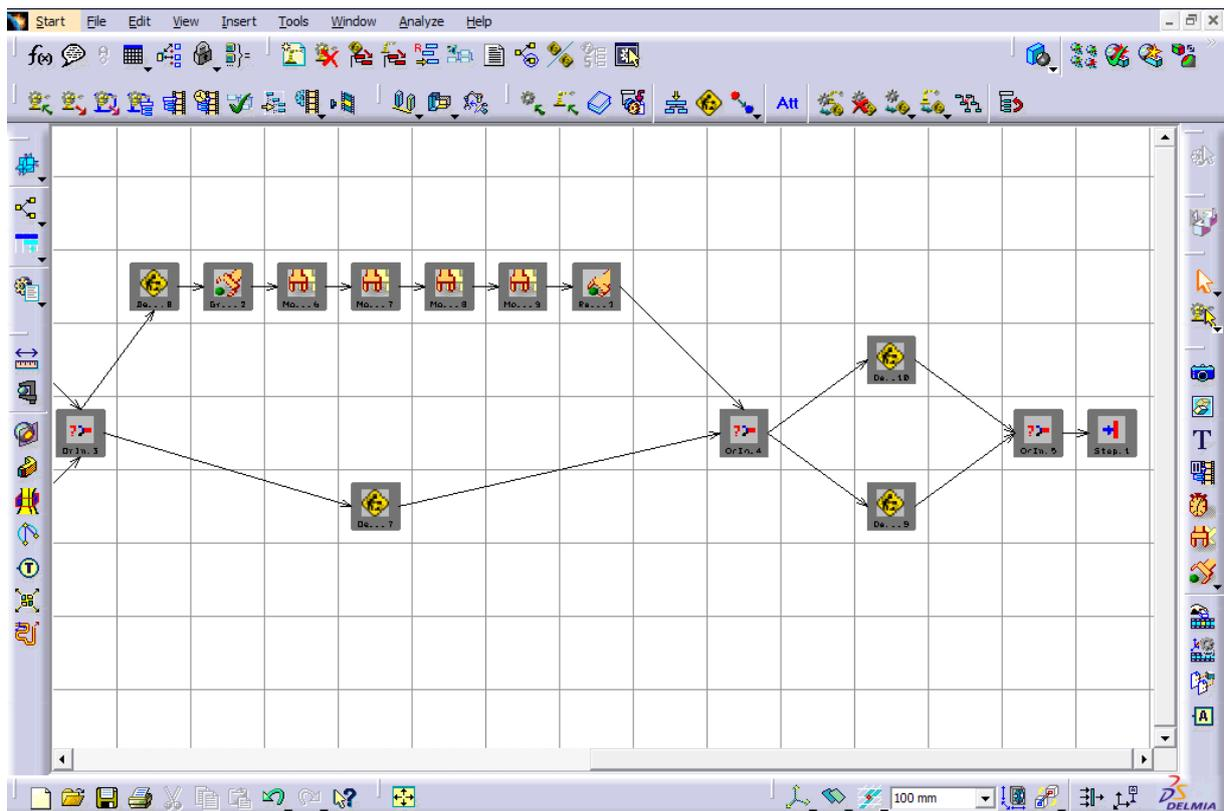 Start File Edit View Insert Tools Window Analyze Help
f(x)
Att
De...8 Gr...2 Mo...6 Mo...7 Mo...8 Mo...9 Re...1
De..10
OrIn.3 OrIn.4 OrIn.5 Stop.1
De...7 De...9
T
T
A
100 mm
DELMIA